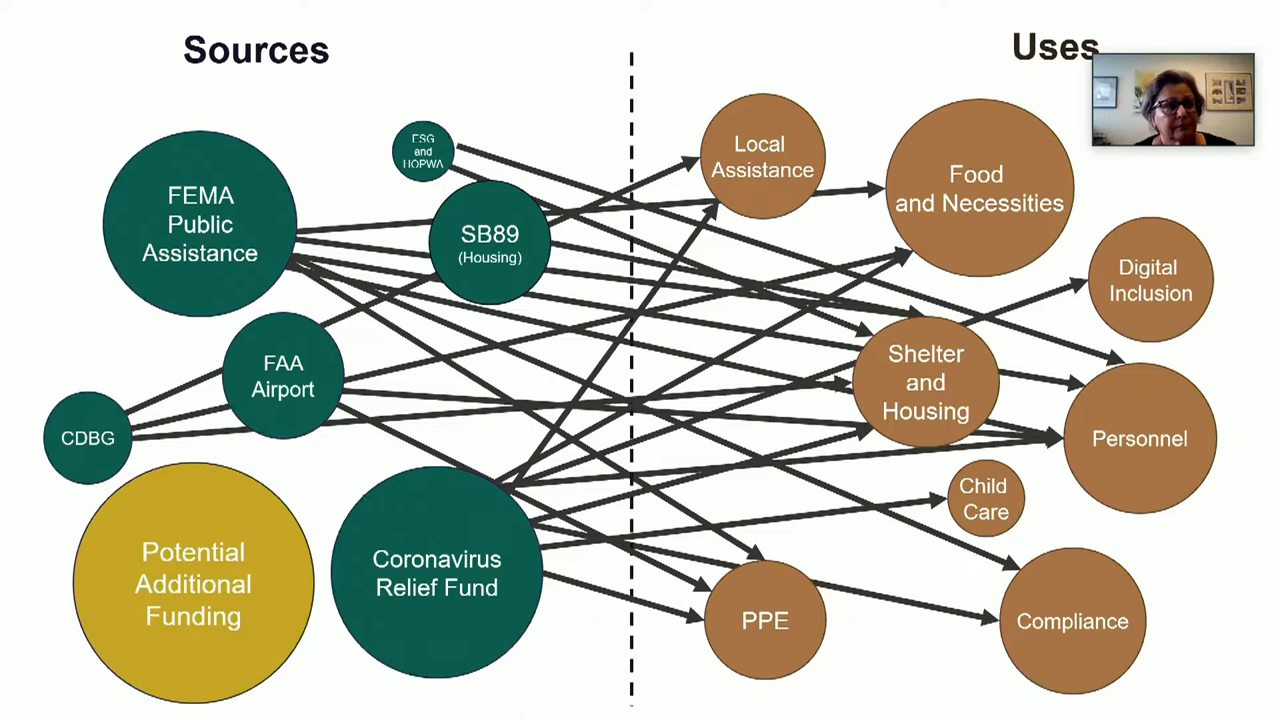 Sources
Uses
ESG
and
HOPWA
FEMA
Public
Assistance
SB89
(Housing)
FAA
Airport
CDBG
Potential
Additional
Funding
Coronavirus
Relief Fund
Local
Assistance
Food
and Necessities
Digital
Inclusion
Shelter
and
Housing
Personnel
Child
Care
PPE
Compliance